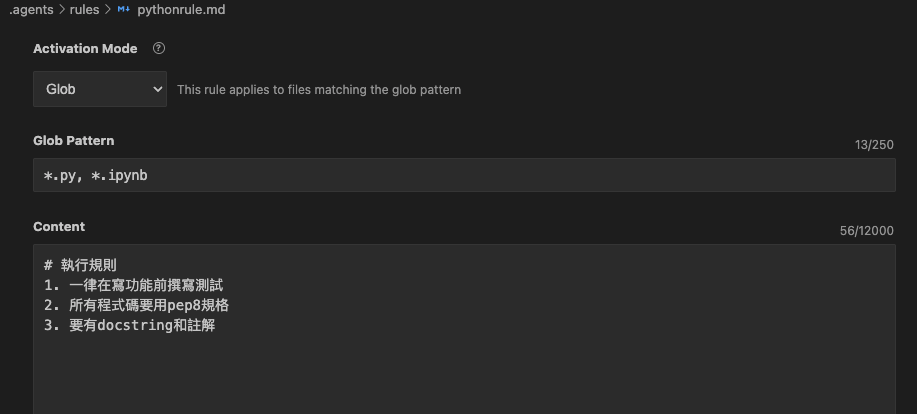 .agents > rules > M↓ pythonrule.md
Activation Mode ?
Glob This rule applies to files matching the glob pattern
Glob Pattern
13/250
*.py, *.ipynb
Content
56/12000
# 執行規則
1. 一律在寫功能前撰寫測試
2. 所有程式碼要用pep8規格
3. 要有docstring和註解